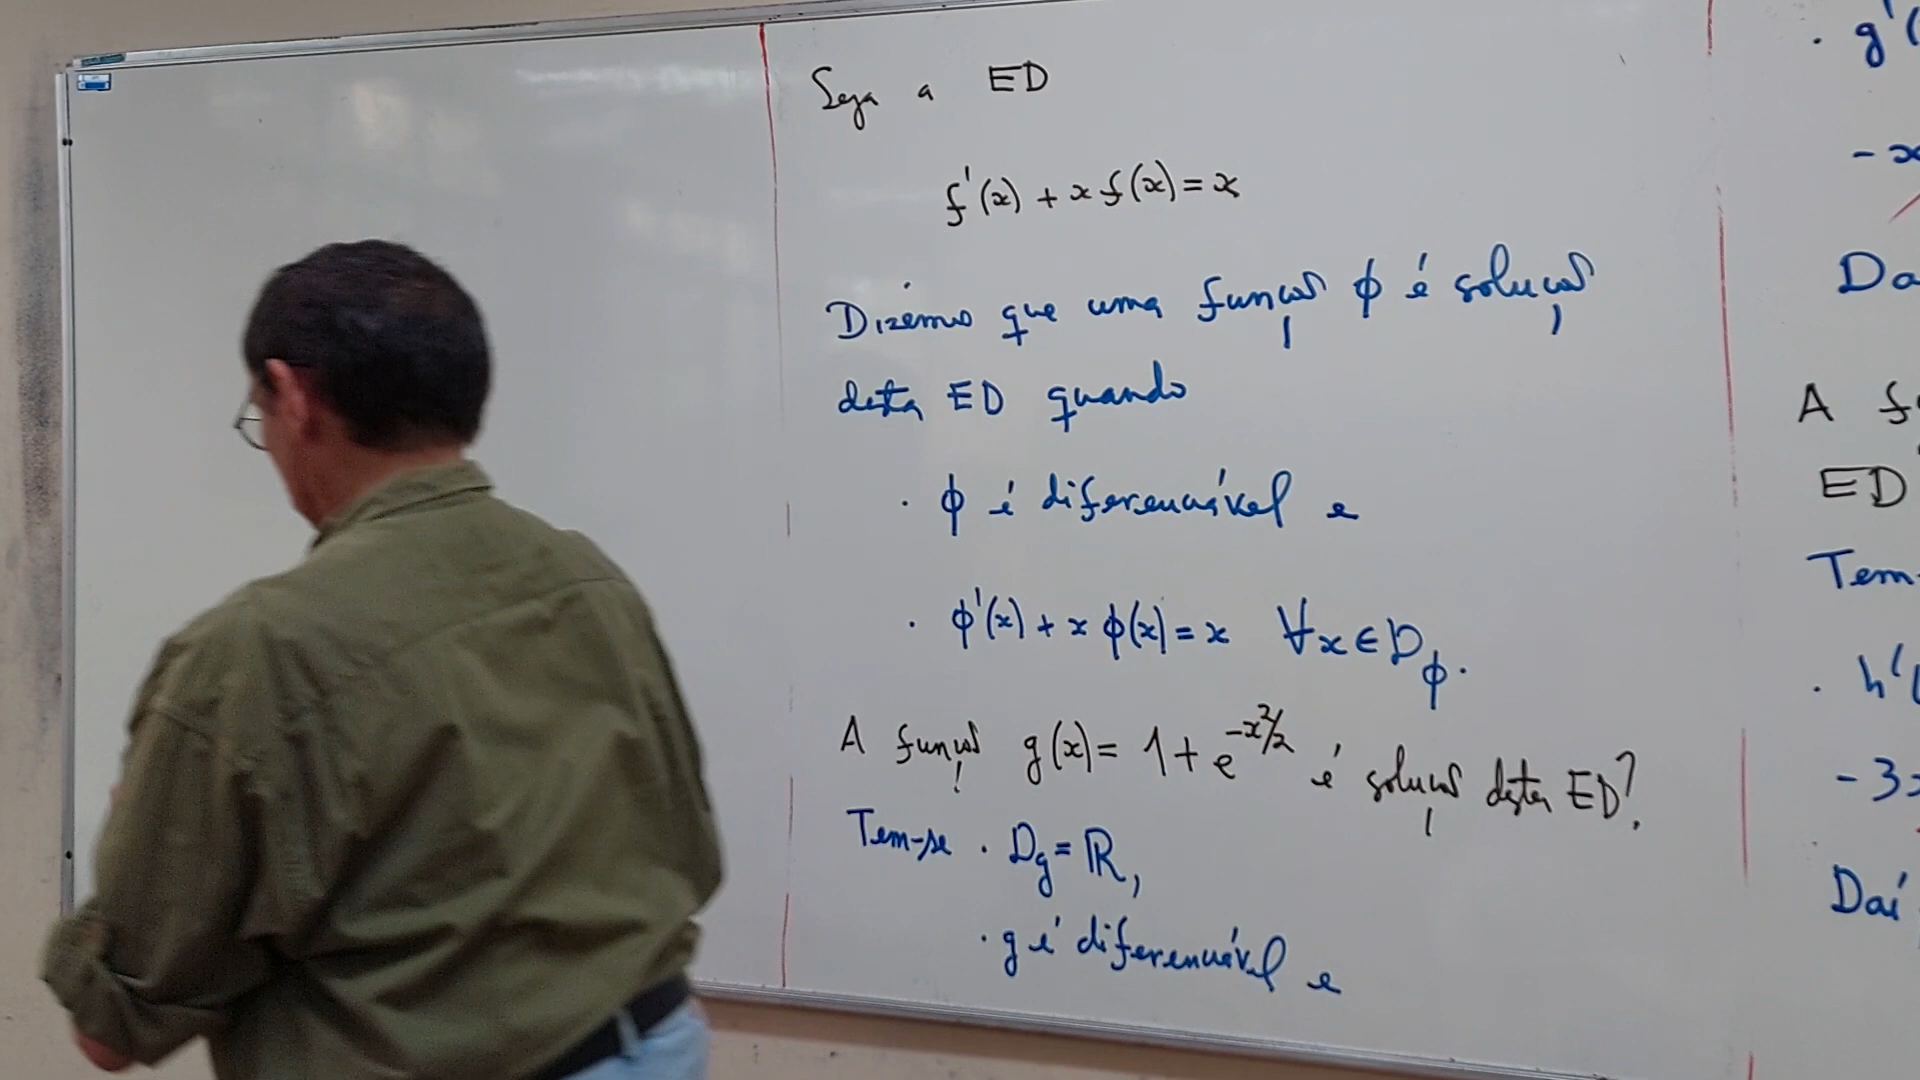 Seja a ED
f'(x) + x f(x) = x
Dizemos que uma função ϕ é solução
desta ED quando
· ϕ é diferenciável e
· ϕ'(x) + x ϕ(x) = x ∀x ∈ D_ϕ.
A função g(x) = 1 + e^{-x²/2} é solução desta ED?
Tem-se · D_g = ℝ,
· g é diferenciável e
· g'(
- x
Da
A f
ED
Tem-
· h'(
- 3x
Daí